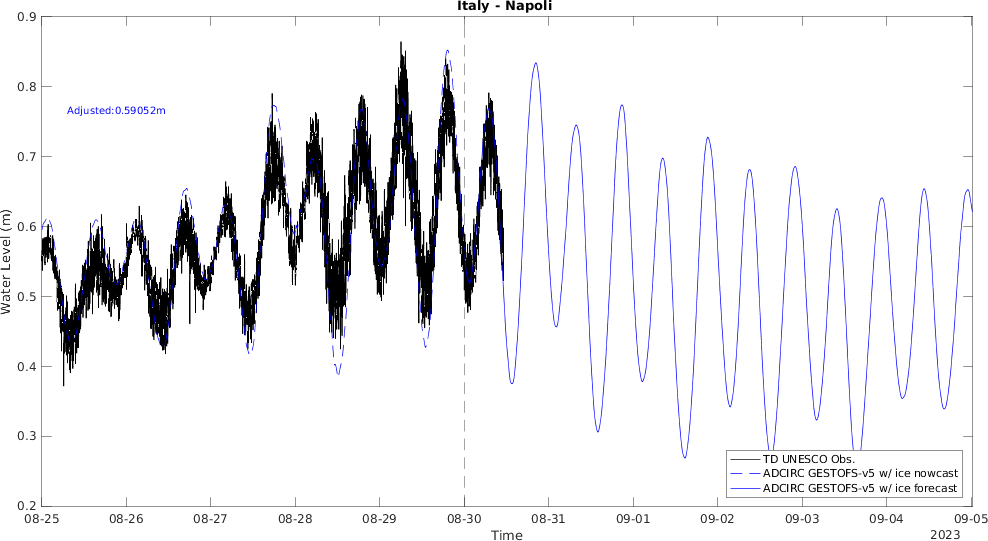 Italy - Napoli
0.9
0.8
0.7
0.6
0.5
0.4
0.3
0.2
Water Level (m)
Adjusted:0.59052m
TD UNESCO Obs.
ADCIRC GESTOFS-v5 w/ ice nowcast
ADCIRC GESTOFS-v5 w/ ice forecast
08-25 08-26 08-27 08-28 08-29 08-30 08-31 09-01 09-02 09-03 09-04 09-05
Time
2023